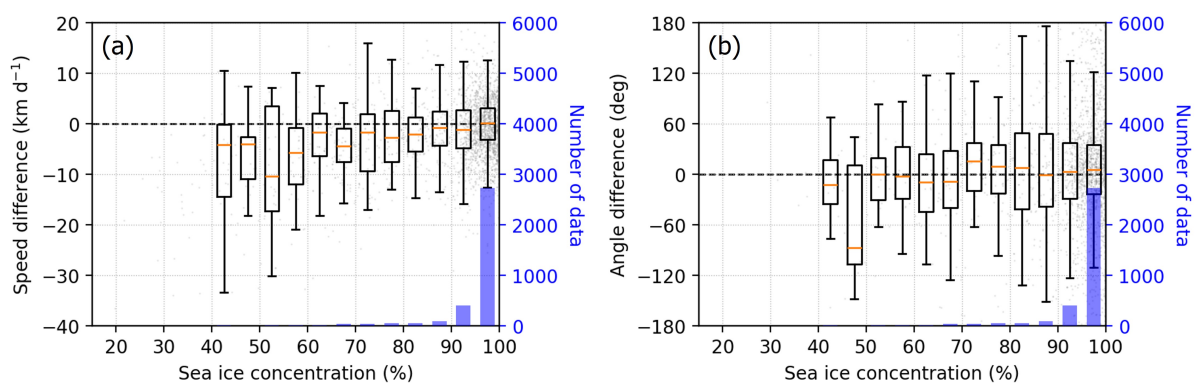 (a)
Speed difference (km d⁻¹)
20
10
0
−10
−20
−30
−40
20 30 40 50 60 70 80 90 100
Sea ice concentration (%)
6000
5000
4000
3000
2000
1000
0
Number of data
(b)
Angle difference (deg)
180
120
60
0
−60
−120
−180
20 30 40 50 60 70 80 90 100
Sea ice concentration (%)
6000
5000
4000
3000
2000
1000
0
Number of data